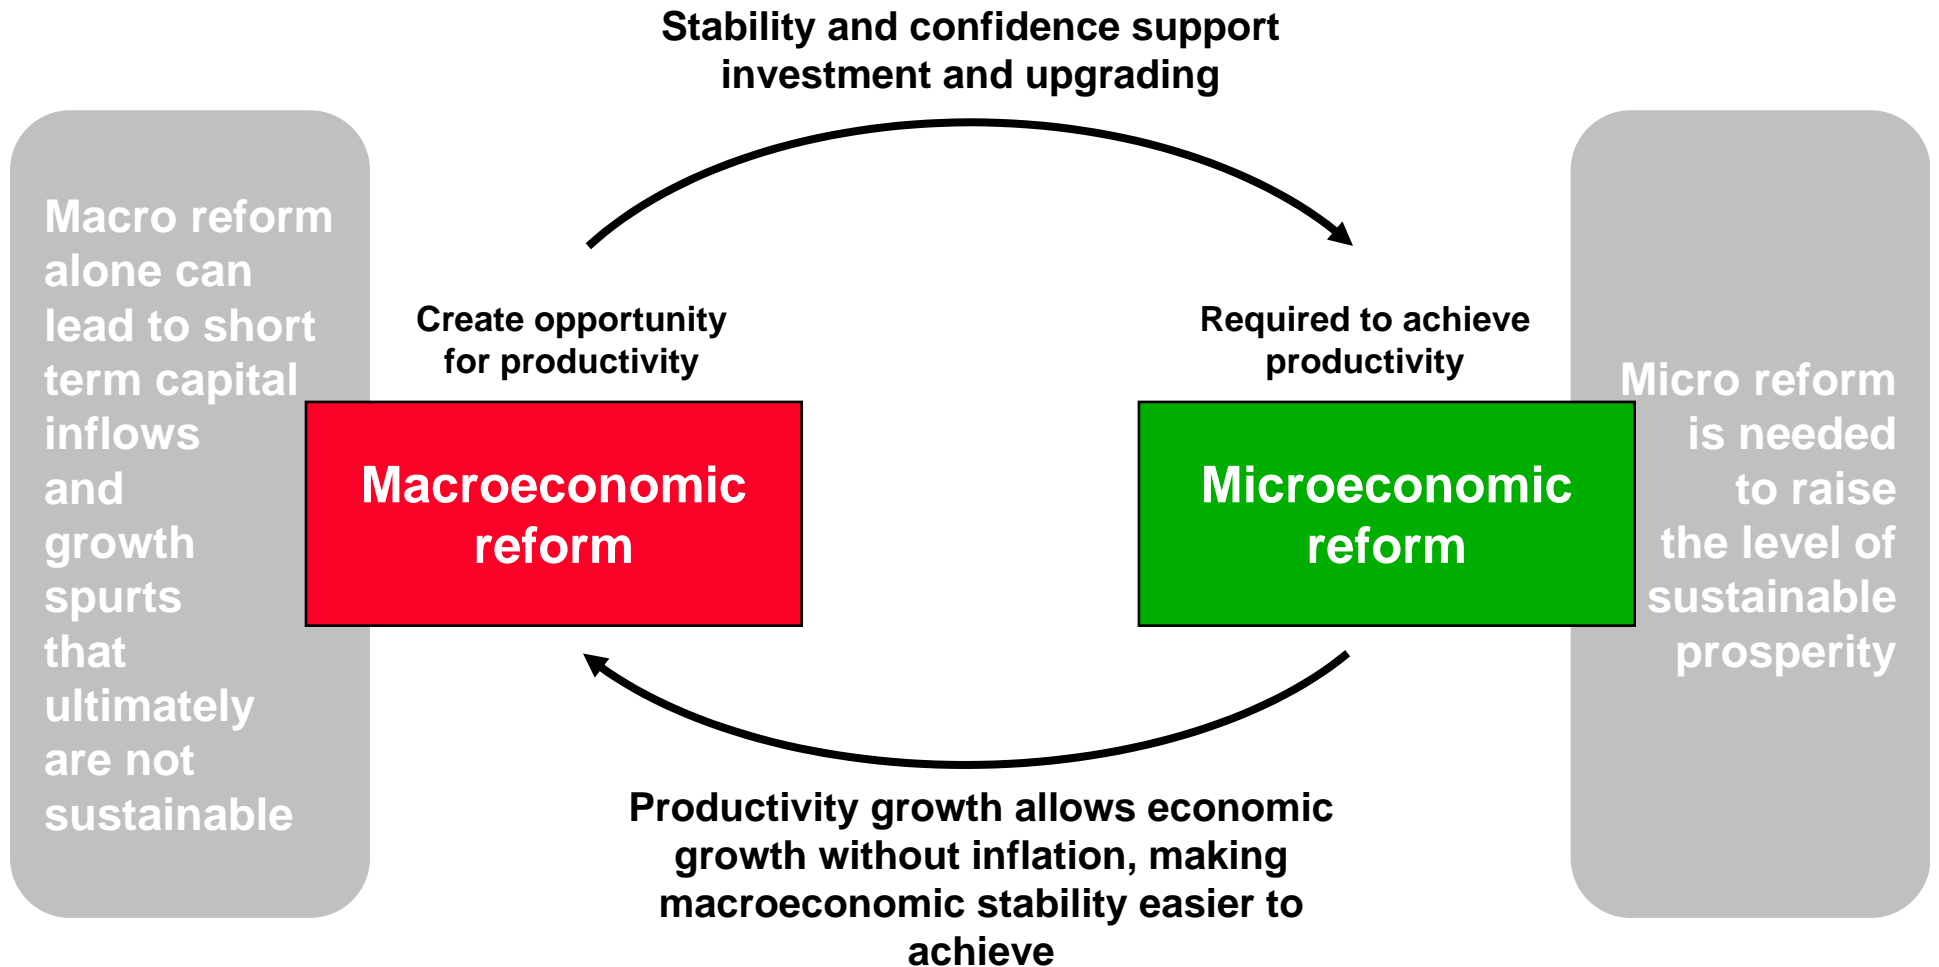 Stability and confidence support
investment and upgrading
Macro reform
alone can
lead to short
term capital
inflows
and
growth
spurts
that
ultimately
are not
sustainable
Create opportunity
for productivity
Macroeconomic
reform
Required to achieve
productivity
Microeconomic
reform
Micro reform
is needed
to raise
the level of
sustainable
prosperity
Productivity growth allows economic
growth without inflation, making
macroeconomic stability easier to
achieve